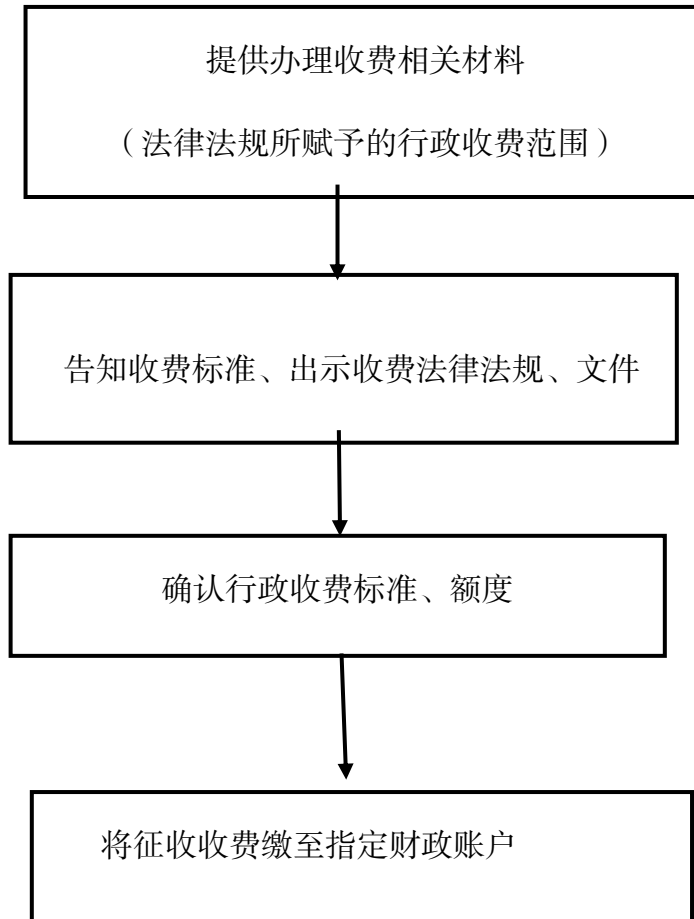 提供办理收费相关材料
（法律法规所赋予的行政收费范围）
告知收费标准、出示收费法律法规、文件
确认行政收费标准、额度
将征收收费缴至指定财政账户